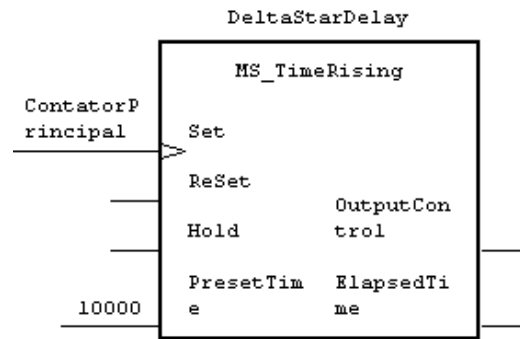 DeltaStarDelay
MS_TimeRising
ContatorP
rincipal
Set
ReSet
Hold
OutputCon
trol
PresetTim
e
ElapsedTi
me
10000